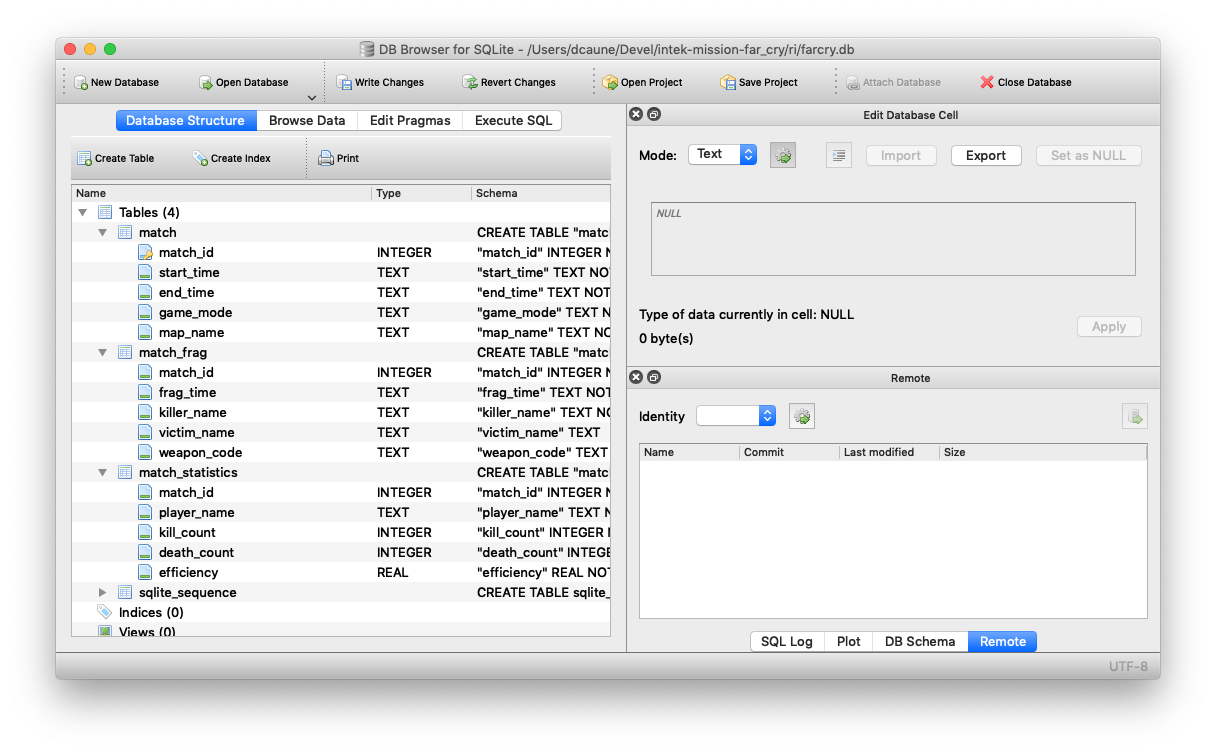 DB Browser for SQLite - /Users/dcaune/Devel/intek-mission-far_cry/ri/farcry.db
New Database Open Database Write Changes Revert Changes Open Project Save Project Attach Database Close Database
Database Structure Browse Data Edit Pragmas Execute SQL
Create Table Create Index Print
Name Type Schema
Tables (4)
match CREATE TABLE "matc
match_id INTEGER "match_id" INTEGER N
start_time TEXT "start_time" TEXT NO
end_time TEXT "end_time" TEXT NOT
game_mode TEXT "game_mode" TEXT
map_name TEXT "map_name" TEXT
match_frag CREATE TABLE "matc
match_id INTEGER "match_id" INTEGER N
frag_time TEXT "frag_time" TEXT NO
killer_name TEXT "killer_name" TEXT NO
victim_name TEXT "victim_name" TEXT
weapon_code TEXT "weapon_code" TEXT
match_statistics CREATE TABLE "matc
match_id INTEGER "match_id" INTEGER N
player_name TEXT "player_name" TEXT N
kill_count INTEGER "kill_count" INTEGER N
death_count INTEGER "death_count" INTEGE
efficiency REAL "efficiency" REAL NOT
sqlite_sequence CREATE TABLE sqlite_
Indices (0)
Views (0)
Edit Database Cell
Mode: Text Import Export Set as NULL
NULL
Type of data currently in cell: NULL
0 byte(s)
Apply
Remote
Identity
Name Commit Last modified Size
SQL Log Plot DB Schema Remote
UTF-8